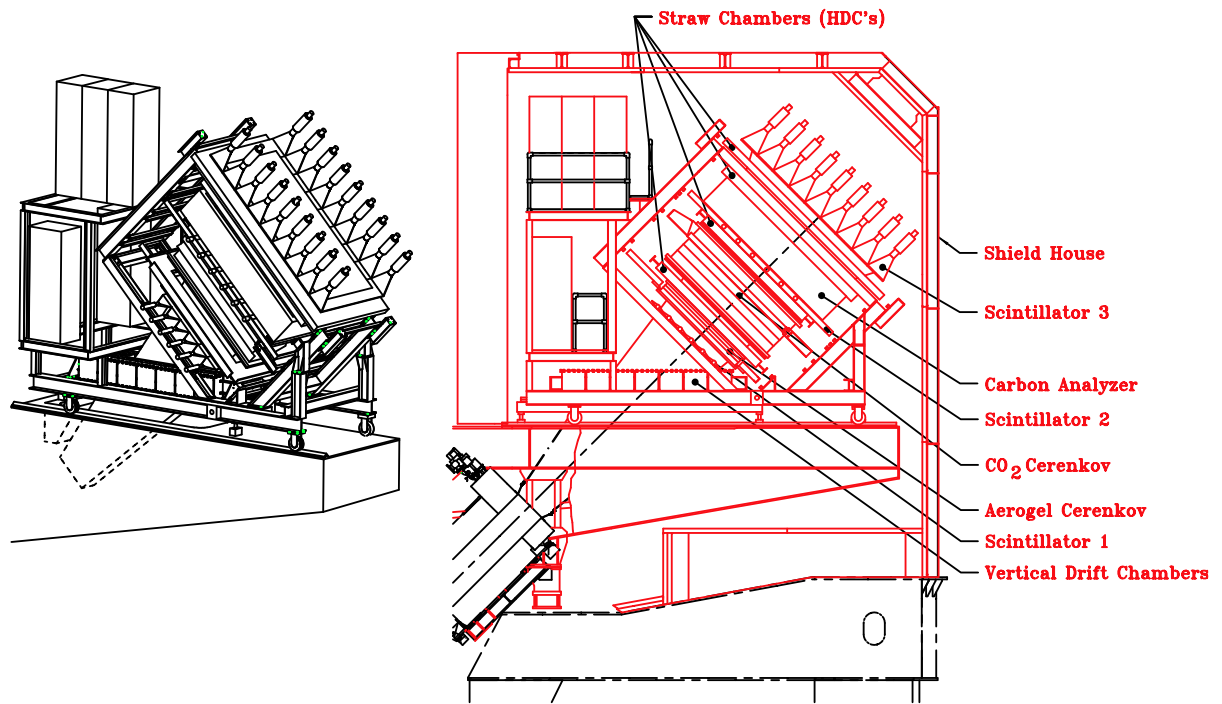 Straw Chambers (HDC's)
Shield House
Scintillator 3
Carbon Analyzer
Scintillator 2
CO2 Cerenkov
Aerogel Cerenkov
Scintillator 1
Vertical Drift Chambers